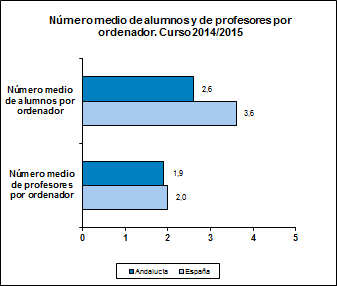 Número medio de alumnos y de profesores por
ordenador. Curso 2014/2015
Número medio
de alumnos por
ordenador
2,6
3,6
Número medio
de profesores
por ordenador
1,9
2,0
0 1 2 3 4 5
Andalucía España